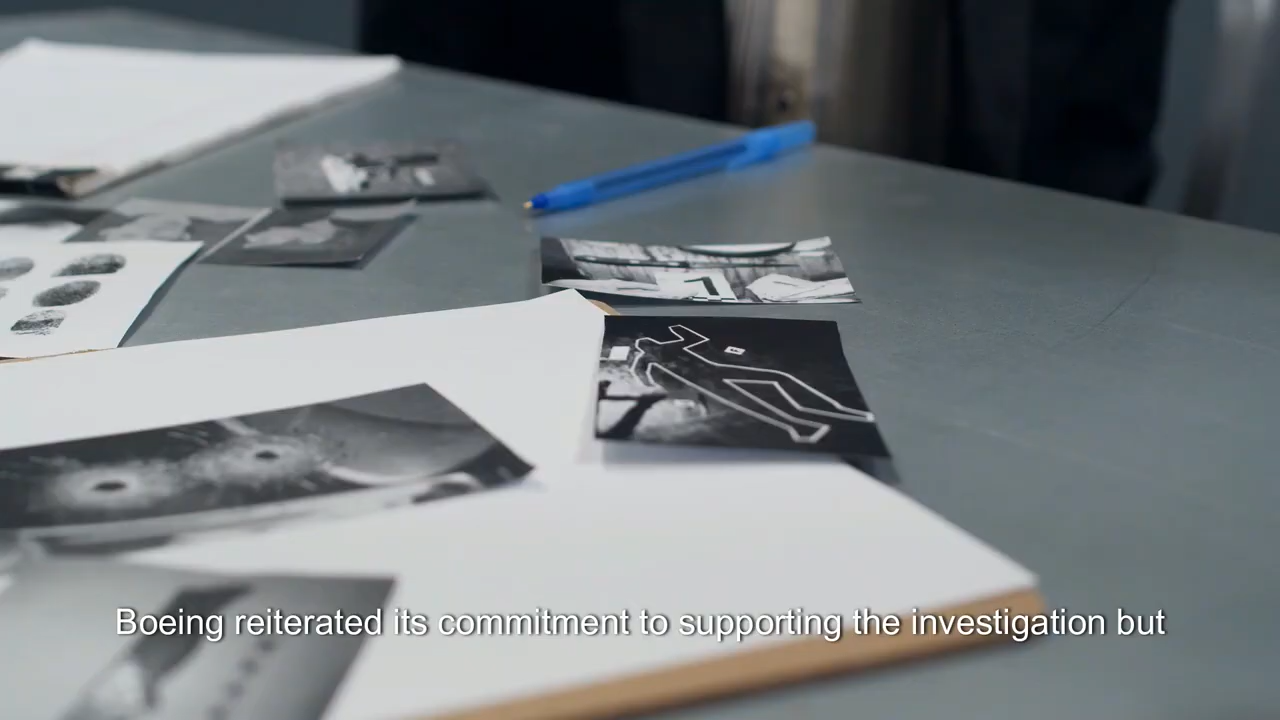 Boeing reiterated its commitment to supporting the investigation but